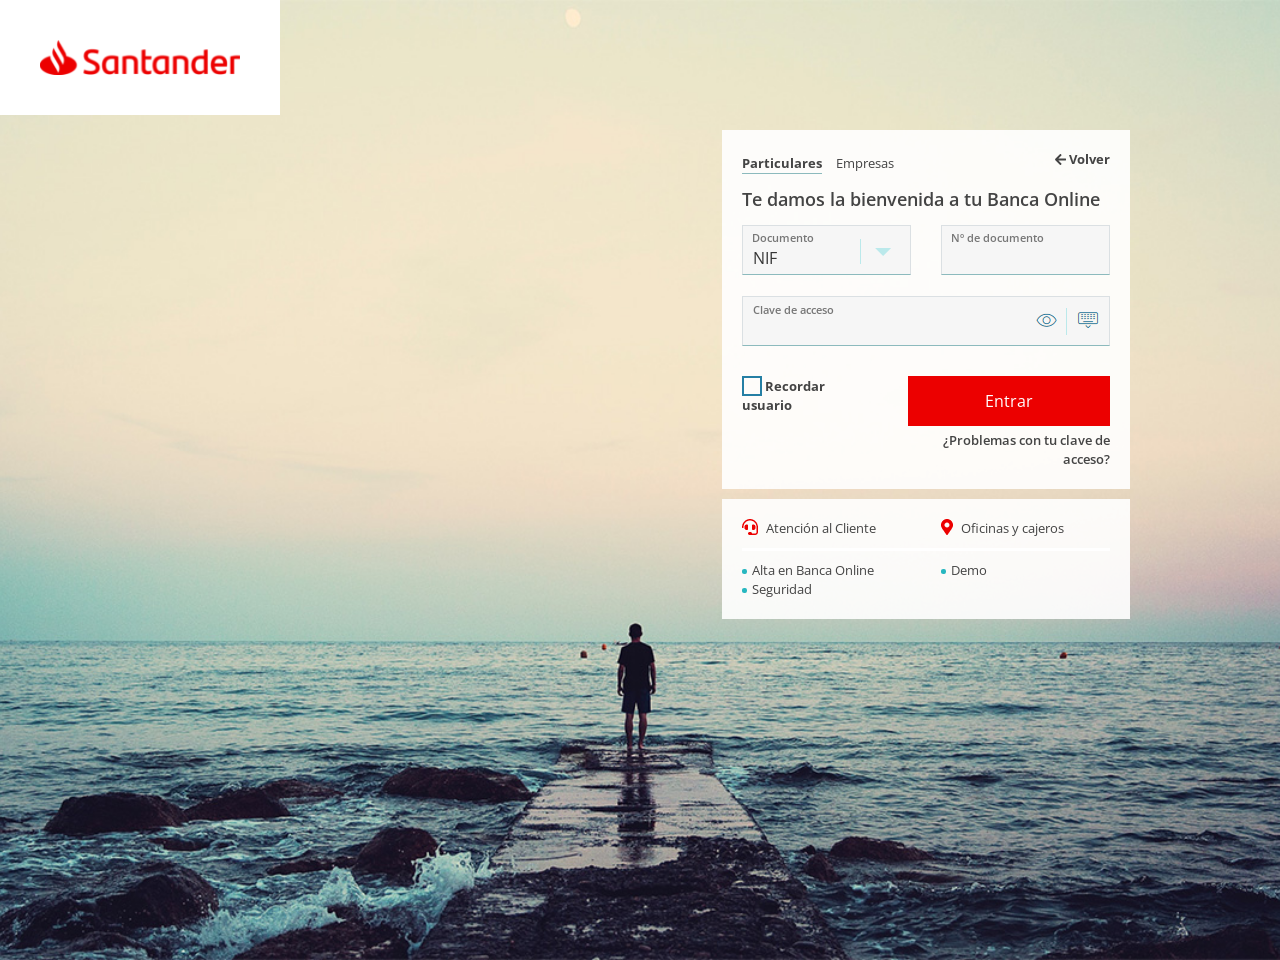 Santander
Particulares Empresas Volver
Te damos la bienvenida a tu Banca Online
Documento
NIF
Nº de documento
Clave de acceso
Recordar
usuario
Entrar
¿Problemas con tu clave de
acceso?
Atención al Cliente Oficinas y cajeros
Alta en Banca Online Demo
Seguridad